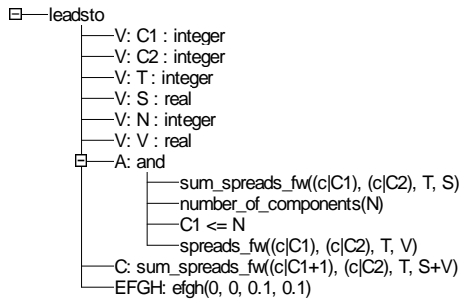 leadsto
V: C1 : integer
V: C2 : integer
V: T : integer
V: S : real
V: N : integer
V: V : real
A: and
sum_spreads_fw((c|C1), (c|C2), T, S)
number_of_components(N)
C1 <= N
spreads_fw((c|C1), (c|C2), T, V)
C: sum_spreads_fw((c|C1+1), (c|C2), T, S+V)
EFGH: efgh(0, 0, 0.1, 0.1)